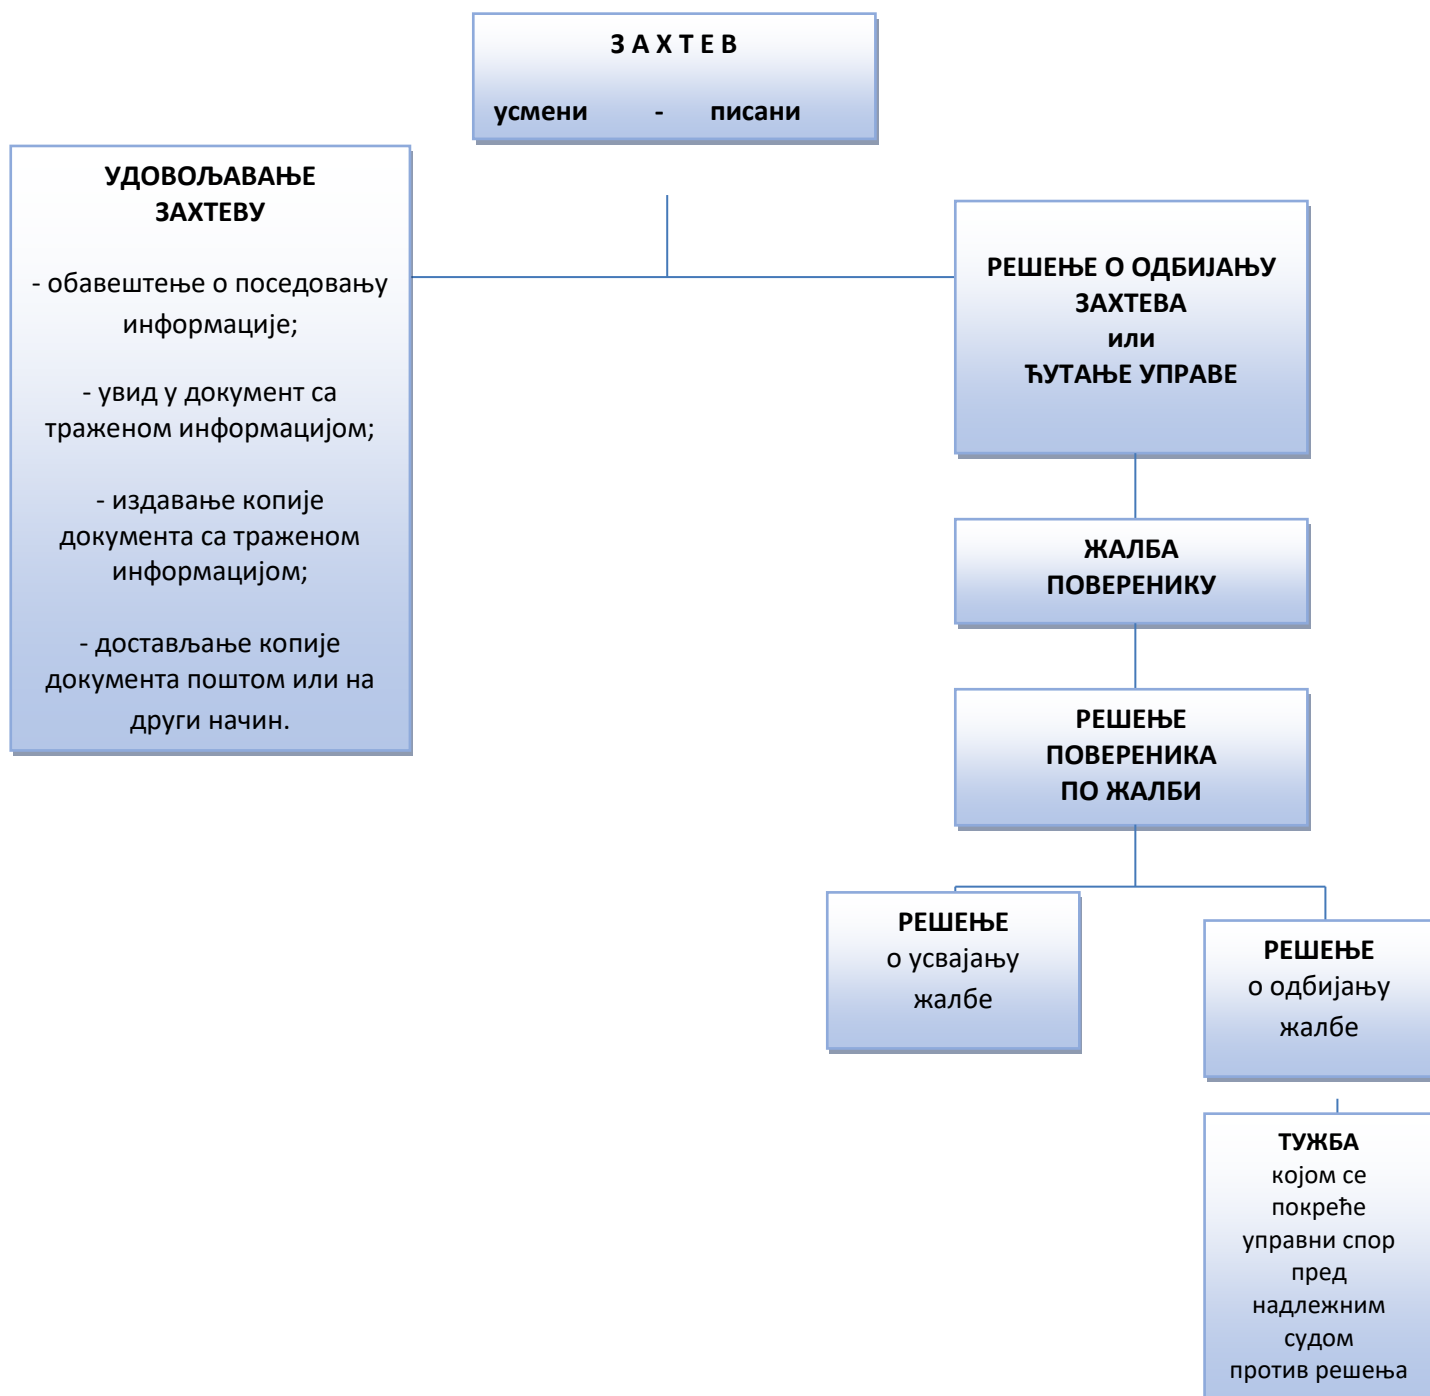 З А Х Т Е В
усмени - писани
УДОВОЉАВАЊЕ
ЗАХТЕВУ
- обавештење о поседовању
информације;
- увид у документ са
траженом информацијом;
- издавање копије
документа са траженом
информацијом;
- достављање копије
документа поштом или на
други начин.
РЕШЕЊЕ О ОДБИЈАЊУ
ЗАХТЕВА
или
ЋУТАЊЕ УПРАВЕ
ЖАЛБА
ПОВЕРЕНИКУ
РЕШЕЊЕ
ПОВЕРЕНИКА
ПО ЖАЛБИ
РЕШЕЊЕ
о усвајању
жалбе
РЕШЕЊЕ
о одбијању
жалбе
ТУЖБА
којом се
покреће
управни спор
пред
надлежним
судом
против решења